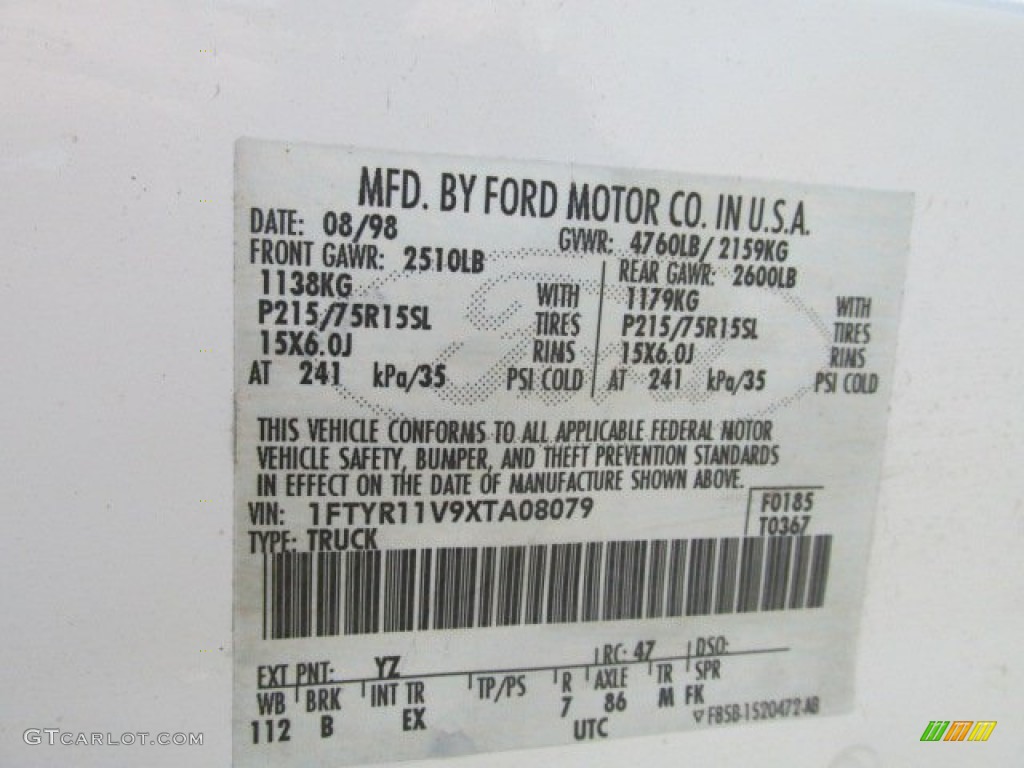 MFD. BY FORD MOTOR CO. IN U.S.A.
DATE: 08/98 GVWR: 4760LB/ 2159KG
FRONT GAWR: 2510LB REAR GAWR: 2600LB
1138KG WITH 1179KG WITH
P215/75R15SL TIRES P215/75R15SL TIRES
15X6.0J RIMS 15X6.0J RIMS
AT 241 kPa/35 PSI COLD AT 241 kPa/35 PSI COLD
THIS VEHICLE CONFORMS TO ALL APPLICABLE FEDERAL MOTOR
VEHICLE SAFETY, BUMPER, AND THEFT PREVENTION STANDARDS
IN EFFECT ON THE DATE OF MANUFACTURE SHOWN ABOVE.
VIN: 1FTYR11V9XTA08079 F0185
TYPE: TRUCK T0367
EXT PNT: YZ RC: 47 DSO:
WB BRK INT TR TP/PS R AXLE TR SPR
112 B EX 7 86 M FK
UTC F85B-1520472-AB
GTCARLOT.COM